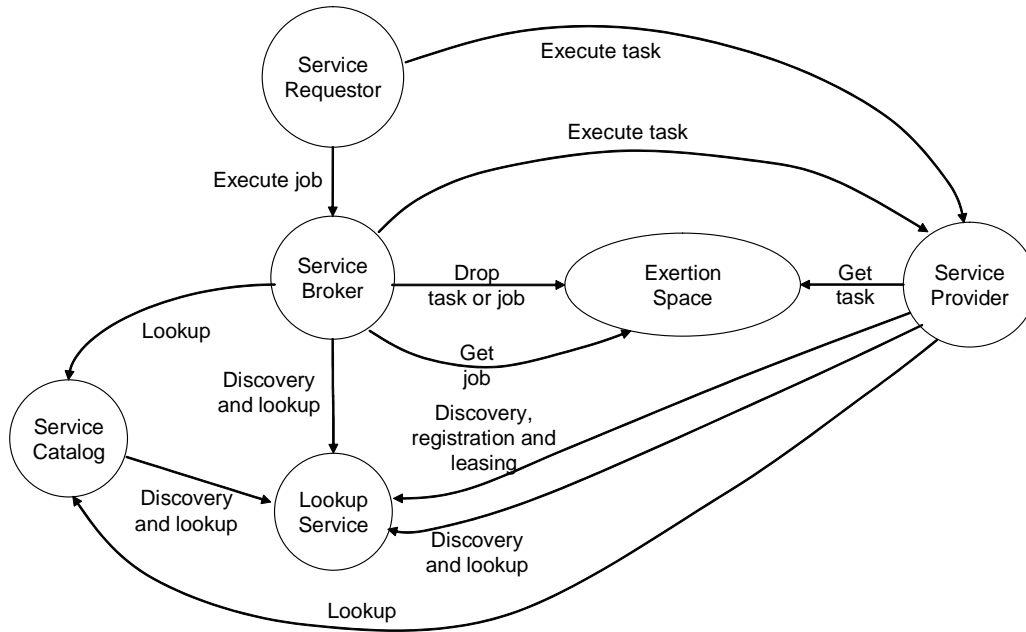 Execute task
Service
Requestor
Execute task
Execute job
Service
Broker
Drop
task or job
Exertion
Space
Get
task
Service
Provider
Lookup
Get
job
Discovery
and lookup
Discovery,
registration and
leasing
Service
Catalog
Discovery
and lookup
Lookup
Service
Discovery
and lookup
Lookup